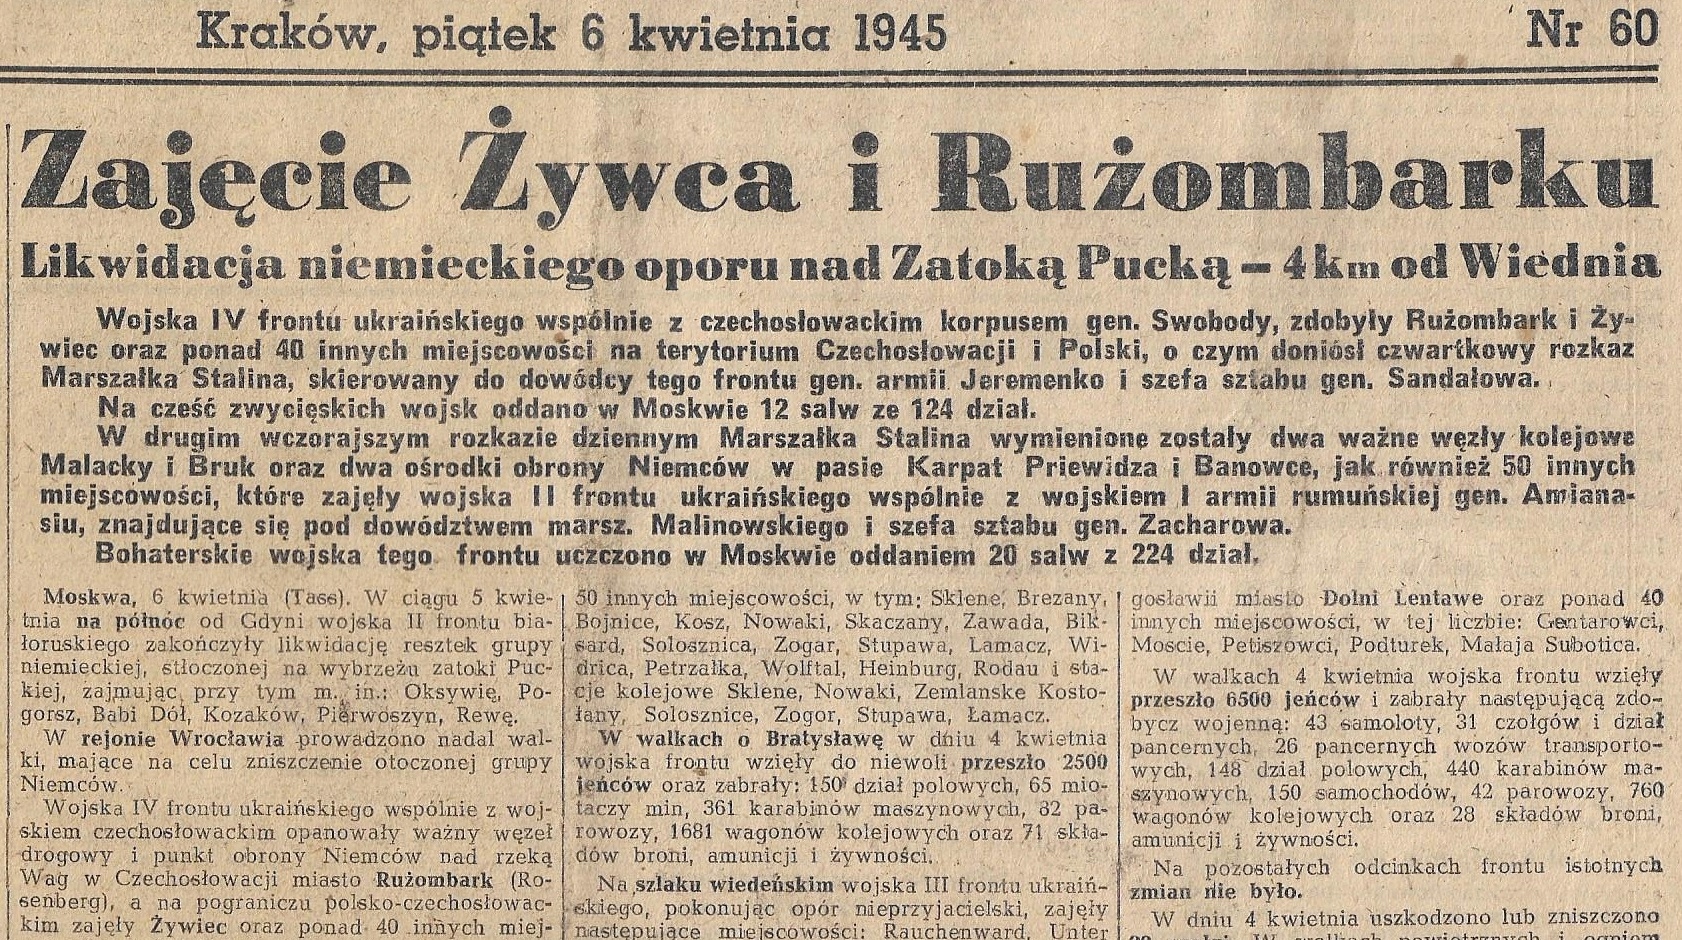 Kraków, piątek 6 kwietnia 1945
Nr 60
Zajęcie Żywca i Rużombarku
Likwidacja niemieckiego oporu nad Zatoką Pucką – 4 km od Wiednia
Wojska IV frontu ukraińskiego wspólnie z czechosłowackim korpusem gen. Swobody, zdobyły Rużombark i Ży-
wiec oraz ponad 40 innych miejscowości na terytorium Czechosłowacji i Polski, o czym doniósł czwartkowy rozkaz
Marszałka Stalina, skierowany do dowódcy tego frontu gen. armii Jeremenko i szefa sztabu gen. Sandałowa.
Na cześć zwycięskich wojsk oddano w Moskwie 12 salw ze 124 dział.
W drugim wczorajszym rozkazie dziennym Marszałka Stalina wymienione zostały dwa ważne węzły kolejowe
Malacky i Bruk oraz dwa ośrodki obrony Niemców w pasie Karpat Priewidza i Banowce, jak również 50 innych
miejscowości, które zajęły wojska II frontu ukraińskiego wspólnie z wojskiem I armii rumuńskiej gen. Amiana-
siu, znajdujące się pod dowództwem marsz. Malinowskiego i szefa sztabu gen. Zacharowa.
Bohaterskie wojska tego frontu uczczono w Moskwie oddaniem 20 salw z 224 dział.
Moskwa, 6 kwietnia (Tass). W ciągu 5 kwie-
tnia na północ od Gdyni wojska II frontu bia-
łoruskiego zakończyły likwidację resztek grupy
niemieckiej, stłoczonej na wybrzeżu zatoki Puc-
kiej, zajmując przy tym m. in.: Oksywię, Po-
gorsz, Babi Dół, Kozaków, Pierwoszyn, Rewę.
W rejonie Wrocławia prowadzono nadal wal-
ki, mające na celu zniszczenie otoczonej grupy
Niemców.
Wojska IV frontu ukraińskiego wspólnie z woj-
skiem czechosłowackim opanowały ważny węzeł
drogowy i punkt obrony Niemców nad rzeką
Wag w Czechosłowacji miasto Rużombark (Ro-
senberg), a na pograniczu polsko-czechosłowac-
kim zajęły Żywiec oraz ponad 40 innych miej-
50 innych miejscowości, w tym: Sklene, Brezany,
Bojnice, Kosz, Nowaki, Skaczany, Zawada, Bik-
sard, Solosznica, Zogar, Stupawa, Lamacz, Wi-
drica, Petrzałka, Wolftal, Heinburg, Rodau i sta-
cje kolejowe Sklene, Nowaki, Zemlanske Kosto-
łany, Solosznice, Zogor, Stupawa, Łamacz.
W walkach o Bratysławę w dniu 4 kwietnia
wojska frontu wzięły do niewoli przeszło 2500
jeńców oraz zabrały: 150 dział polowych, 65 mio-
taczy min, 361 karabinów maszynowych, 82 pa-
rowozy, 1681 wagonów kolejowych oraz 71 skła-
dów broni, amunicji i żywności.
Na szlaku wiedeńskim wojska III frontu ukraiń-
skiego, pokonując opór nieprzyjacielski, zajęły
następujące miejscowości: Rauchenward, Unter
gosławii miasto Dolni Lentawe oraz ponad 40
innych miejscowości, w tej liczbie: Gentarowci,
Moscie, Petiszowci, Podturek, Małaja Subotica.
W walkach 4 kwietnia wojska frontu wzięły
przeszło 6500 jeńców i zabrały następującą zdo-
bycz wojenną: 43 samoloty, 31 czołgów i dział
pancernych, 26 pancernych wozów transporto-
wych, 148 dział polowych, 440 karabinów ma-
szynowych, 150 samochodów, 42 parowozy, 760
wagonów kolejowych oraz 28 składów broni,
amunicji i żywności.
Na pozostałych odcinkach frontu istotnych
zmian nie było.
W dniu 4 kwietnia uszkodzono lub zniszczono
W walkach powietrznych i ogniem